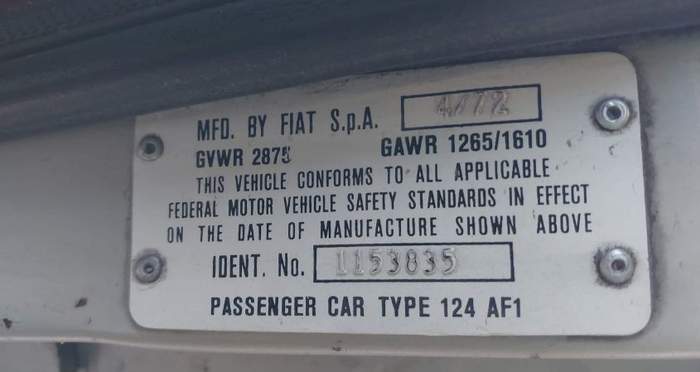 MFD. BY FIAT S.p.A. 4/72
GVWR 2875 GAWR 1265/1610
THIS VEHICLE CONFORMS TO ALL APPLICABLE
FEDERAL MOTOR VEHICLE SAFETY STANDARDS IN EFFECT
ON THE DATE OF MANUFACTURE SHOWN ABOVE
IDENT. No. 1153835
PASSENGER CAR TYPE 124 AF1